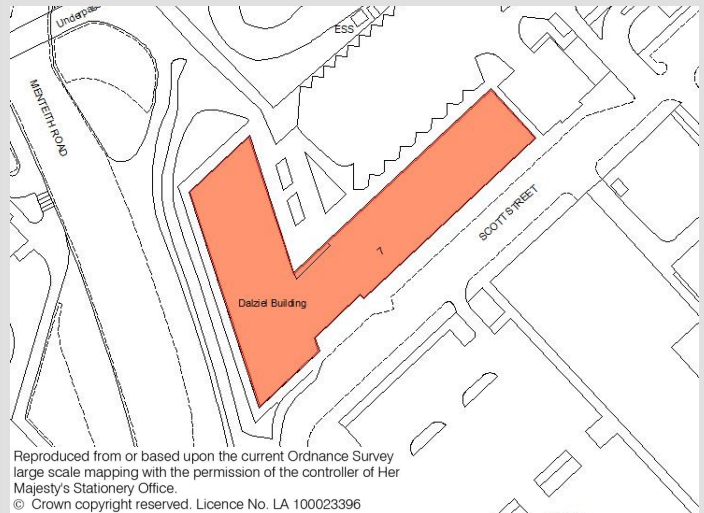 Underpass
ESS
MENTEITH ROAD
SCOTT STREET
7
Dalziel Building
Reproduced from or based upon the current Ordnance Survey
large scale mapping with the permission of the controller of Her
Majesty's Stationery Office.
© Crown copyright reserved. Licence No. LA 100023396